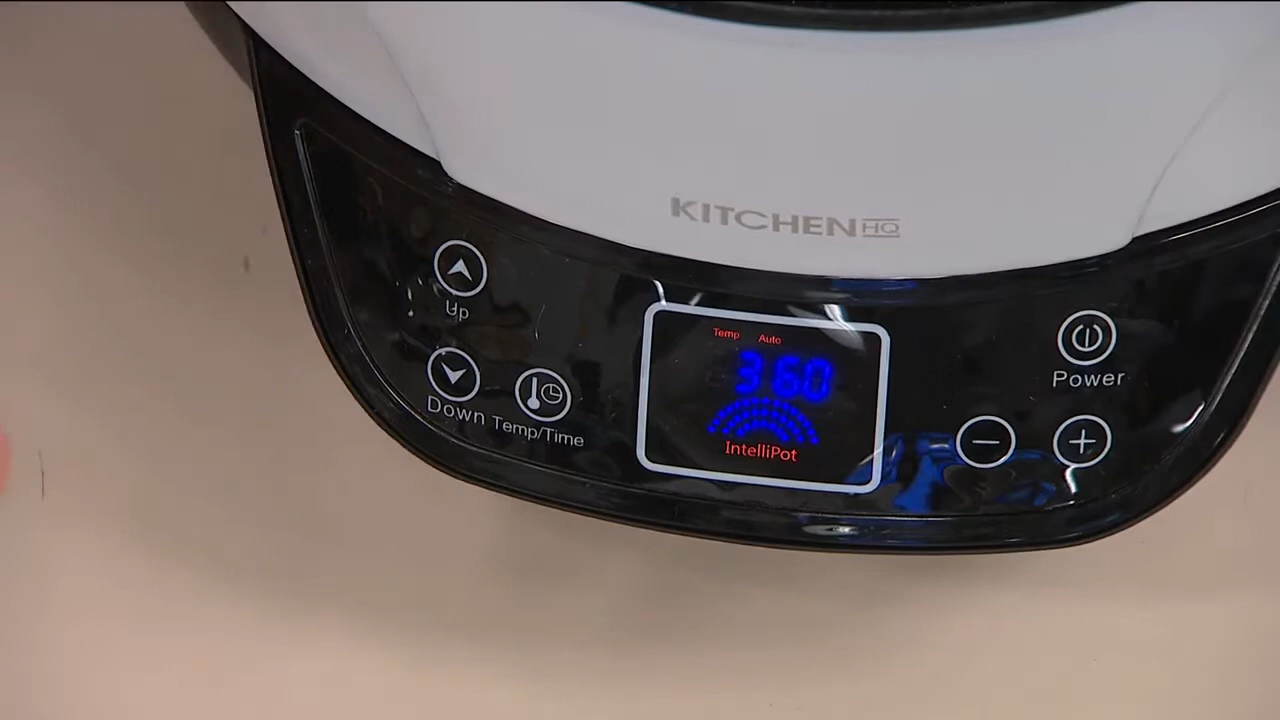 KITCHEN HQ
Up
Down
Temp/Time
Temp Auto
360
IntelliPot
Power